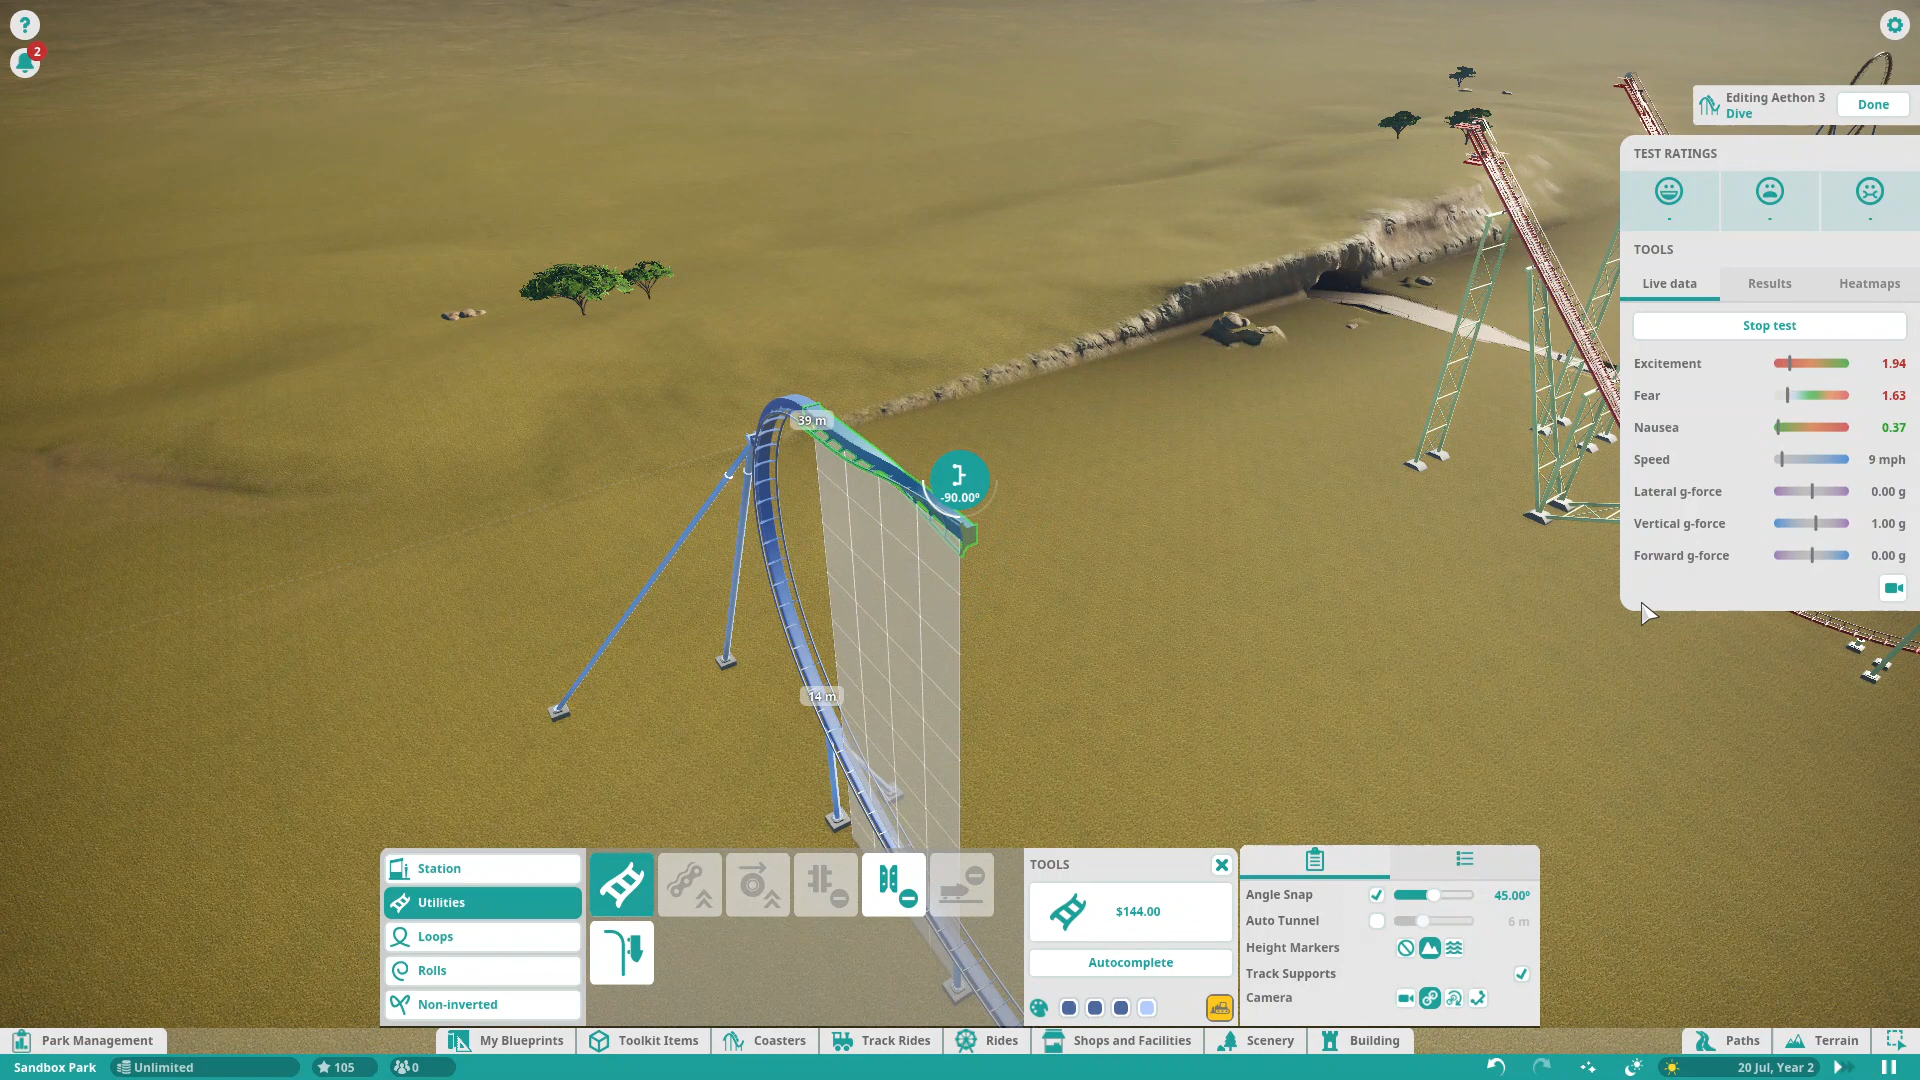 ?
2
Editing Aethon 3
Dive
Done
TEST RATINGS
- - -
TOOLS
Live data Results Heatmaps
Stop test
Excitement 1.94
Fear 1.63
Nausea 0.37
Speed 9 mph
Lateral g-force 0.00 g
Vertical g-force 1.00 g
Forward g-force 0.00 g
39 m
-90.00°
14 m
Station
Utilities
Loops
Rolls
Non-inverted
TOOLS
$144.00
Autocomplete
Angle Snap 45.00°
Auto Tunnel 6 m
Height Markers
Track Supports
Camera
Park Management
My Blueprints
Toolkit Items
Coasters
Track Rides
Rides
Shops and Facilities
Scenery
Building
Paths
Terrain
Sandbox Park
Unlimited
105
0
20 Jul, Year 2